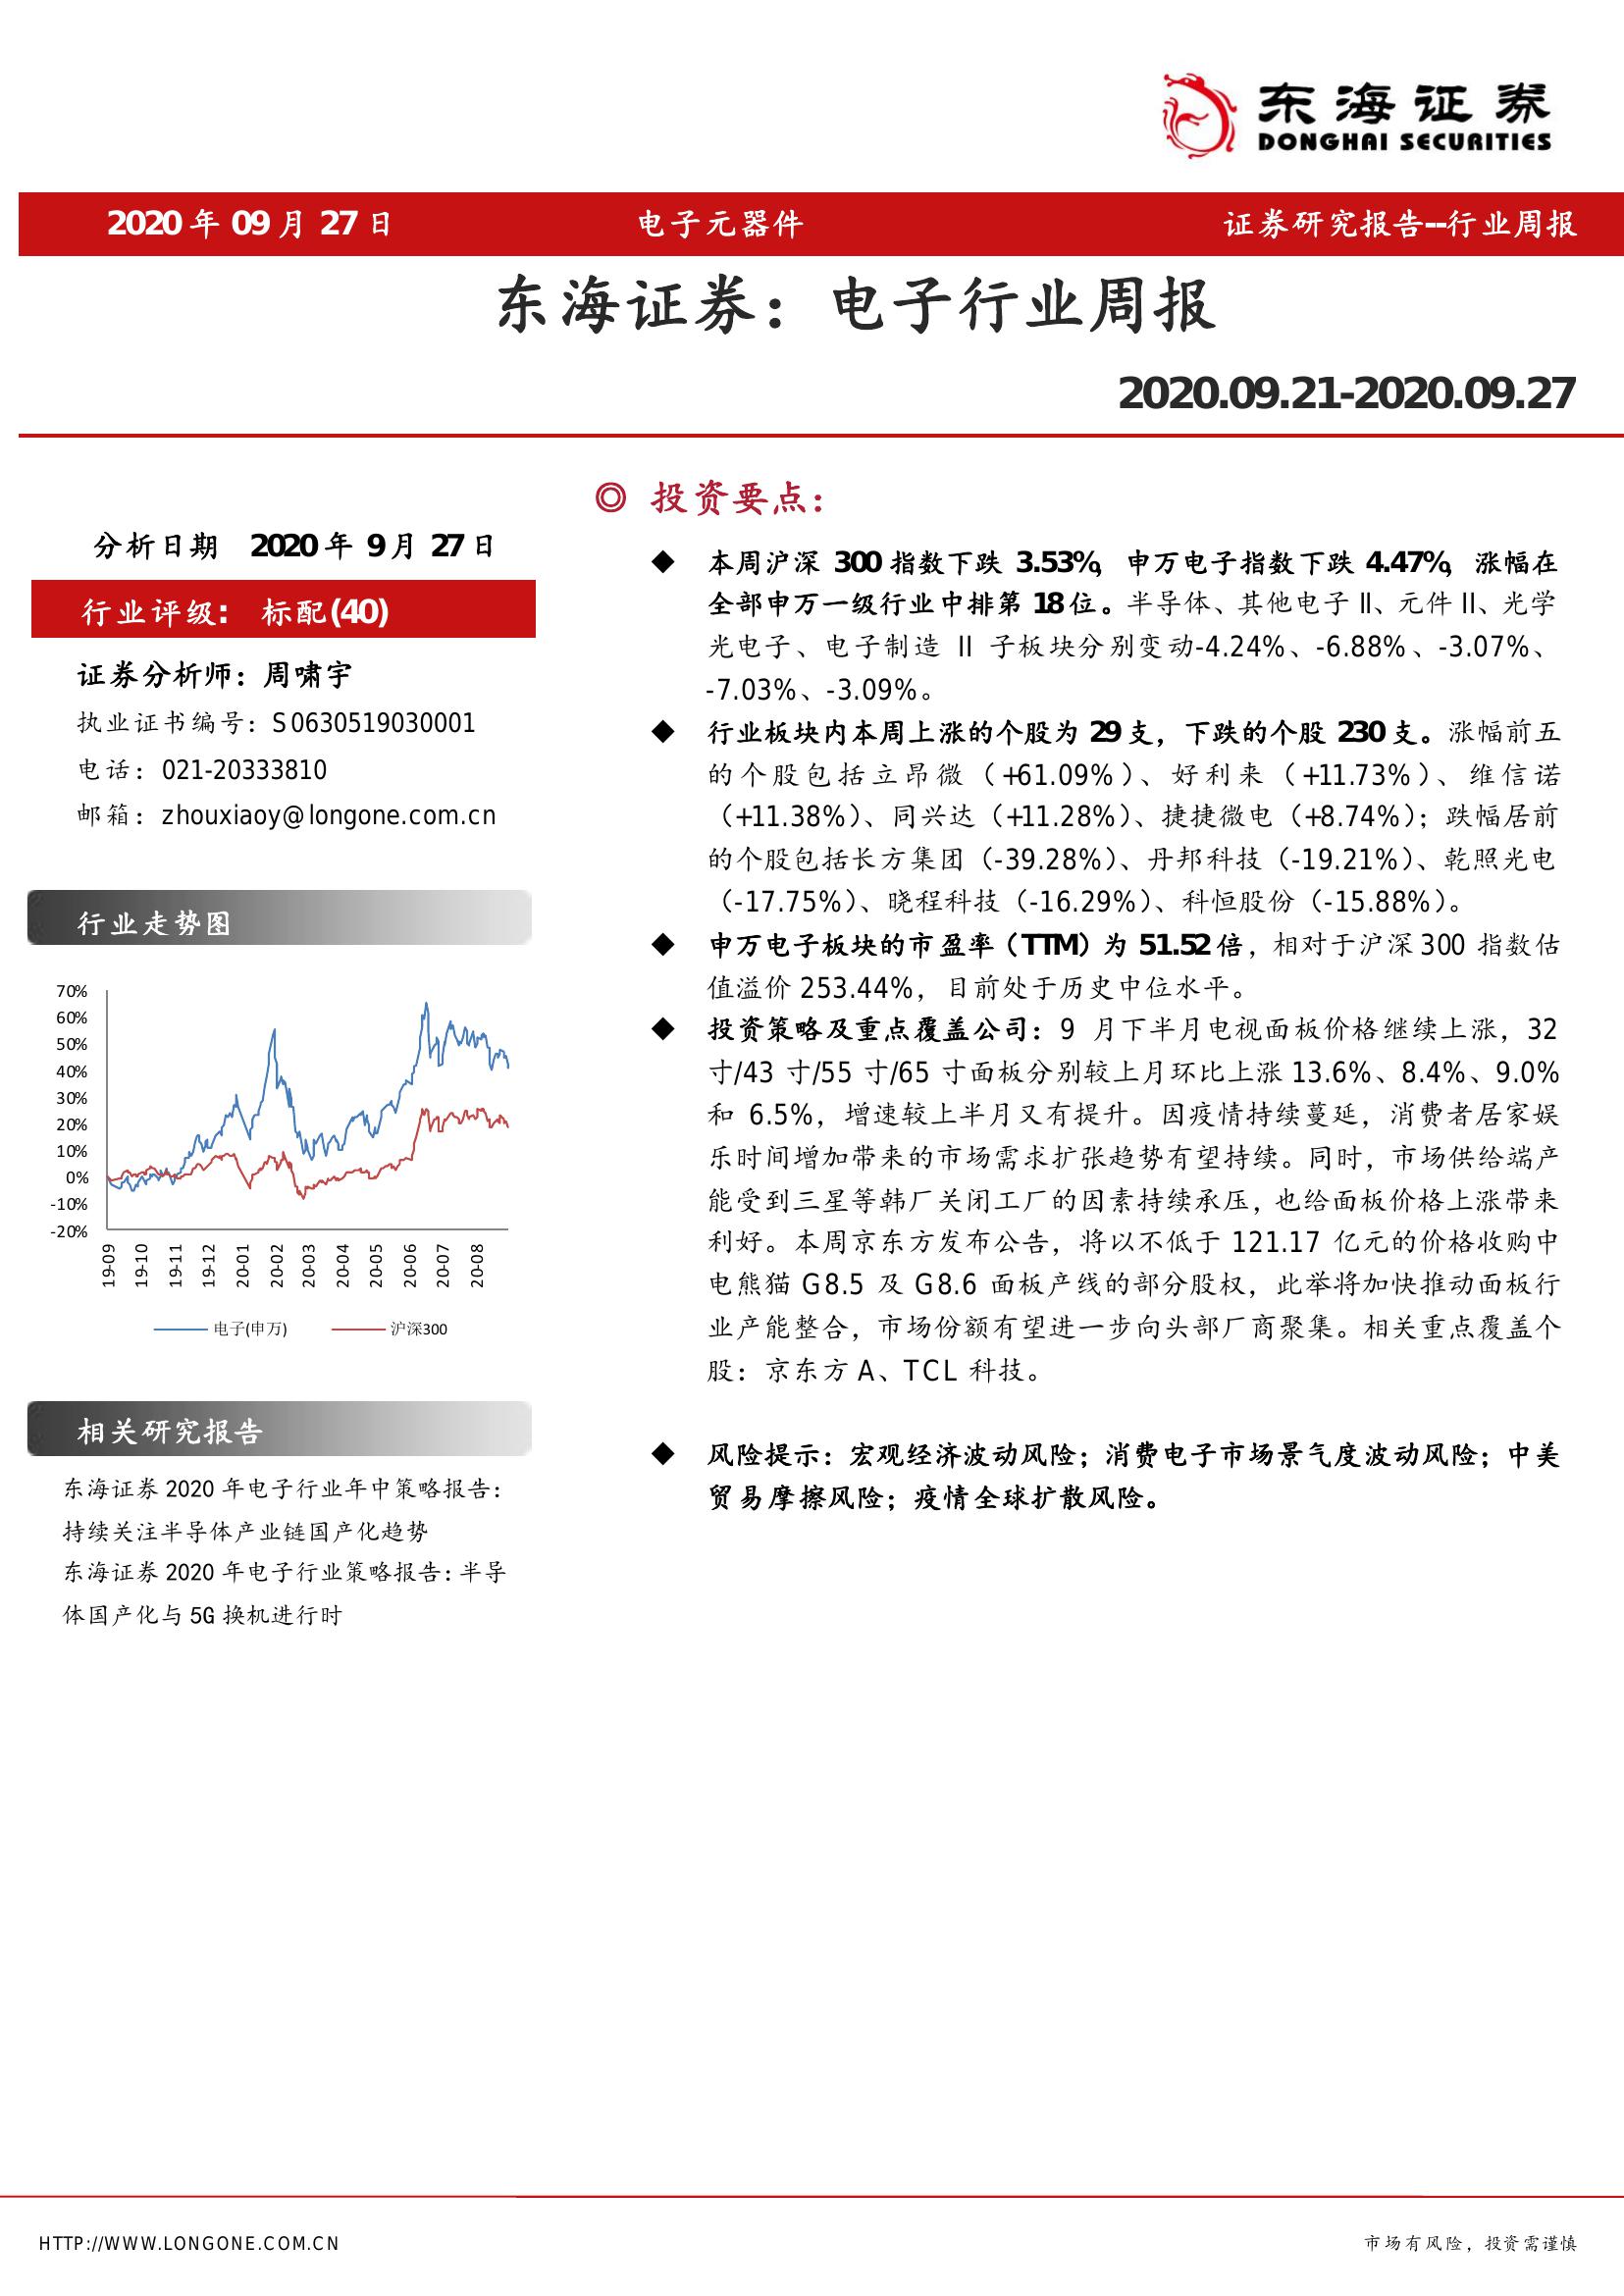 东海证券
DONGHAI SECURITIES
2020 年 09 月 27 日 电子元器件 证券研究报告--行业周报
东海证券：电子行业周报
2020.09.21-2020.09.27
分析日期 2020 年 9 月 27 日
行业评级: 标配(40)
证券分析师：周啸宇
执业证书编号：S0630519030001
电话：021-20333810
邮箱：zhouxiaoy@longone.com.cn
行业走势图
70%
60%
50%
40%
30%
20%
10%
0%
-10%
-20%
19-09 19-10 19-11 19-12 20-01 20-02 20-03 20-04 20-05 20-06 20-07 20-08
电子(申万) 沪深300
相关研究报告
东海证券 2020 年电子行业年中策略报告：
持续关注半导体产业链国产化趋势
东海证券 2020 年电子行业策略报告：半导
体国产化与 5G 换机进行时
◎ 投资要点：
◆ 本周沪深 300 指数下跌 3.53%，申万电子指数下跌 4.47%，涨幅在
全部申万一级行业中排第 18 位。半导体、其他电子 II、元件 II、光学
光电子、电子制造 II 子板块分别变动-4.24%、-6.88%、-3.07%、
-7.03%、-3.09%。
◆ 行业板块内本周上涨的个股为 29 支，下跌的个股 230 支。涨幅前五
的个股包括立昂微（+61.09%）、好利来（+11.73%）、维信诺
（+11.38%）、同兴达（+11.28%）、捷捷微电（+8.74%）；跌幅居前
的个股包括长方集团（-39.28%）、丹邦科技（-19.21%）、乾照光电
（-17.75%）、晓程科技（-16.29%）、科恒股份（-15.88%）。
◆ 申万电子板块的市盈率（TTM）为 51.52 倍，相对于沪深 300 指数估
值溢价 253.44%，目前处于历史中位水平。
◆ 投资策略及重点覆盖公司：9 月下半月电视面板价格继续上涨，32
寸/43 寸/55 寸/65 寸面板分别较上月环比上涨 13.6%、8.4%、9.0%
和 6.5%，增速较上半月又有提升。因疫情持续蔓延，消费者居家娱
乐时间增加带来的市场需求扩张趋势有望持续。同时，市场供给端产
能受到三星等韩厂关闭工厂的因素持续承压，也给面板价格上涨带来
利好。本周京东方发布公告，将以不低于 121.17 亿元的价格收购中
电熊猫 G8.5 及 G8.6 面板产线的部分股权，此举将加快推动面板行
业产能整合，市场份额有望进一步向头部厂商聚集。相关重点覆盖个
股：京东方 A、TCL 科技。
◆ 风险提示：宏观经济波动风险；消费电子市场景气度波动风险；中美
贸易摩擦风险；疫情全球扩散风险。
HTTP://WWW.LONGONE.COM.CN 市场有风险，投资需谨慎